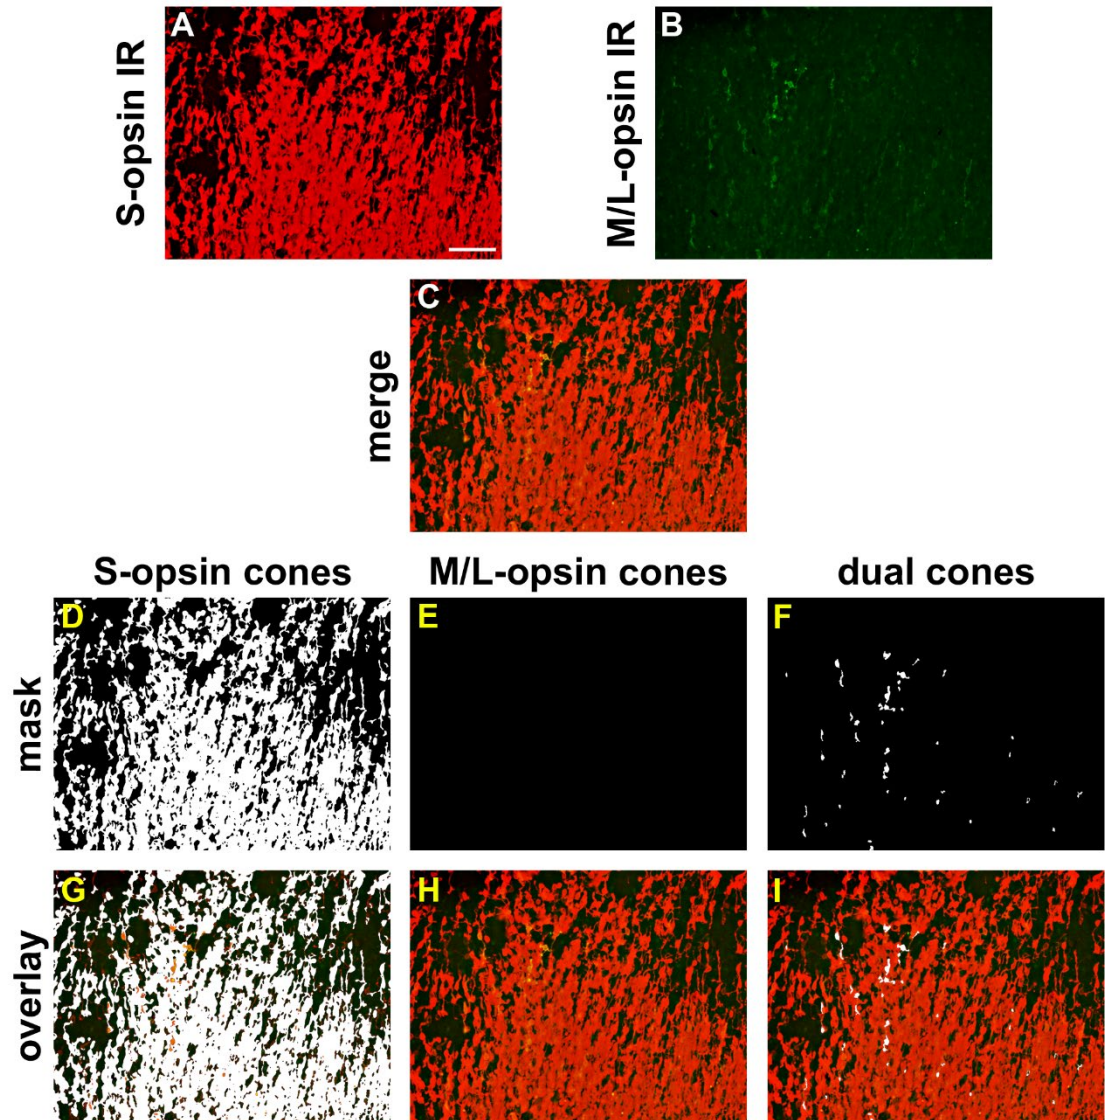 S-opsin IR
A
M/L-opsin IR
B
merge
C
S-opsin cones
M/L-opsin cones
dual cones
mask
D
E
F
overlay
G
H
I